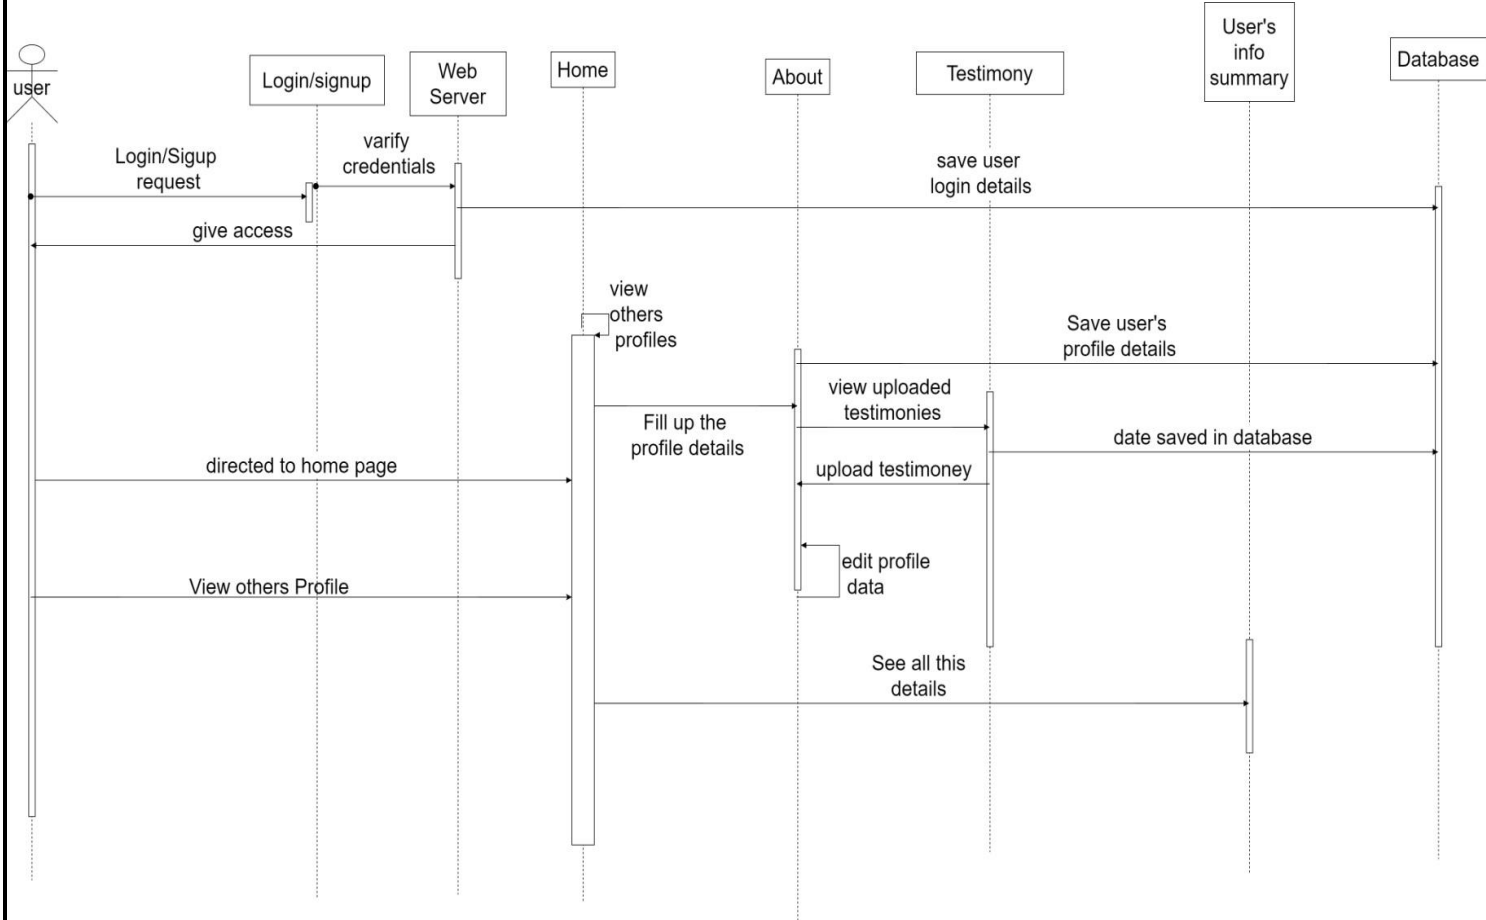 User's
info
summary
user
Login/signup
Web
Server
Home
About
Testimony
Database
varify
credentials
Login/Sigup
request
save user
login details
give access
view
others
profiles
Save user's
profile details
view uploaded
testimonies
Fill up the
profile details
date saved in database
directed to home page
upload testimoney
edit profile
data
View others Profile
See all this
details